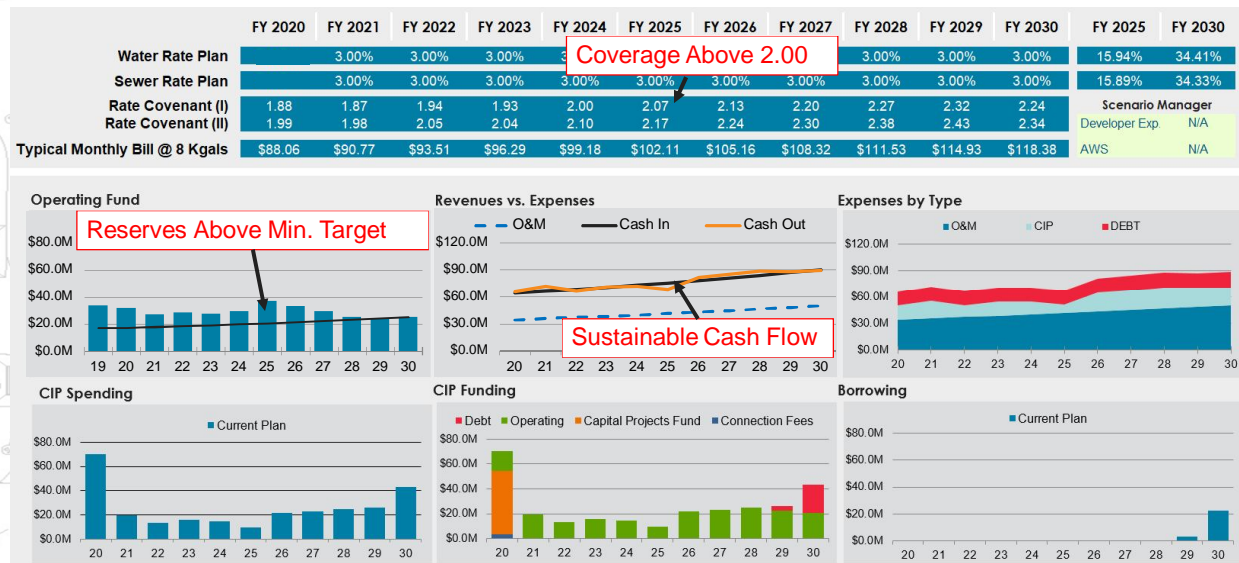 FY 2020 FY 2021 FY 2022 FY 2023 FY 2024 FY 2025 FY 2026 FY 2027 FY 2028 FY 2029 FY 2030 FY 2025 FY 2030
Water Rate Plan 3.00% 3.00% 3.00% 3.00% 3.00% 3.00% 15.94% 34.41%
Coverage Above 2.00
Sewer Rate Plan 3.00% 3.00% 3.00% 3.00% 3.00% 3.00% 3.00% 3.00% 3.00% 3.00% 15.89% 34.33%
Rate Covenant (I) 1.88 1.87 1.94 1.93 2.00 2.07 2.13 2.20 2.27 2.32 2.24 Scenario Manager
Rate Covenant (II) 1.99 1.98 2.05 2.04 2.10 2.17 2.24 2.30 2.38 2.43 2.34 Developer Exp. N/A
Typical Monthly Bill @ 8 Kgals $88.06 $90.77 $93.51 $96.29 $99.18 $102.11 $105.16 $108.32 $111.53 $114.93 $118.38 AWS N/A
Operating Fund
Reserves Above Min. Target
$80.0M
$60.0M
$40.0M
$20.0M
$0.0M
19 20 21 22 23 24 25 26 27 28 29 30
Revenues vs. Expenses
O&M Cash In Cash Out
$120.0M
$90.0M
$60.0M
$30.0M
$0.0M
Sustainable Cash Flow
20 21 22 23 24 25 26 27 28 29 30
Expenses by Type
O&M CIP DEBT
$120.0M
$90.0M
$60.0M
$30.0M
$0.0M
20 21 22 23 24 25 26 27 28 29 30
CIP Spending
Current Plan
$80.0M
$60.0M
$40.0M
$20.0M
$0.0M
20 21 22 23 24 25 26 27 28 29 30
CIP Funding
Debt Operating Capital Projects Fund Connection Fees
$80.0M
$60.0M
$40.0M
$20.0M
$0.0M
20 21 22 23 24 25 26 27 28 29 30
Borrowing
Current Plan
$80.0M
$60.0M
$40.0M
$20.0M
$0.0M
20 21 22 23 24 25 26 27 28 29 30